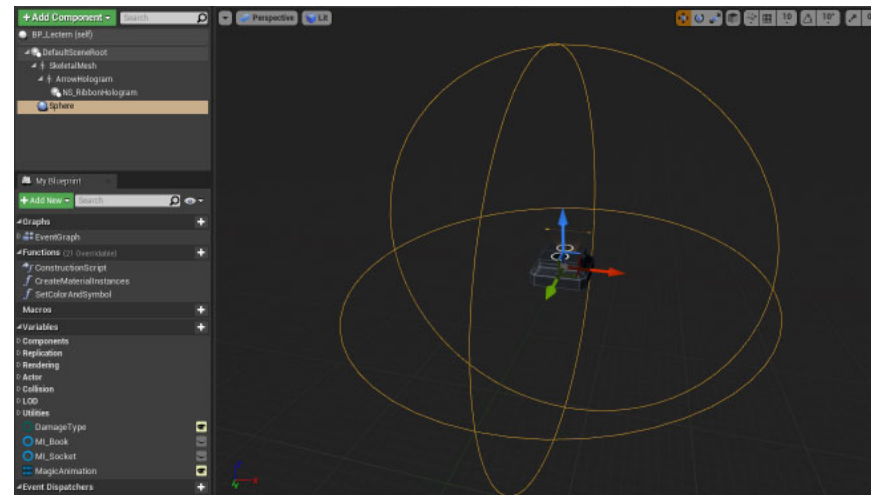 + Add Component
Search
Perspective
Lit
10
10°
BP_Lectern (self)
DefaultSceneRoot
SkeletalMesh
ArrowHologram
NS_RibbonHologram
Sphere
My Blueprint
+ Add New
Search
Graphs
EventGraph
Functions (21 Overridable)
ConstructionScript
CreateMaterialInstances
SetColorAndSymbol
Macros
Variables
Components
Replication
Rendering
Actor
Collision
LOD
Utilities
DamageType
MI_Book
MI_Socket
MagicAnimation
Event Dispatchers